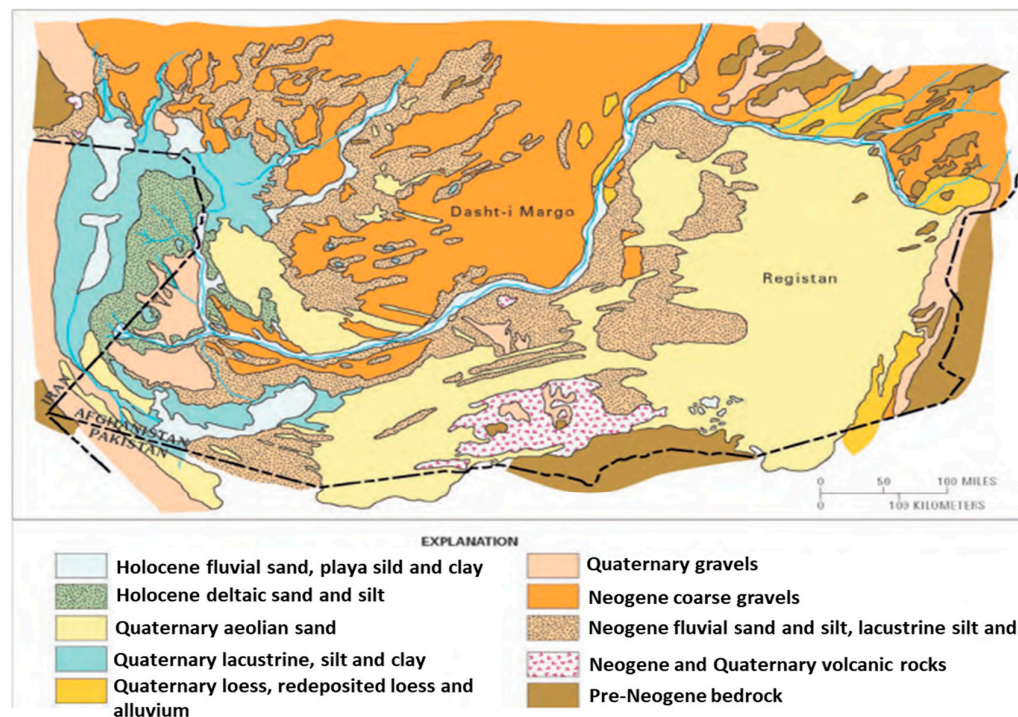 Dasht-i Margo
Registan
IRAN
AFGHANISTAN
PAKISTAN
0 50 100 MILES
0 100 KILOMETERS
EXPLANATION
Holocene fluvial sand, playa sild and clay
Holocene deltaic sand and silt
Quaternary aeolian sand
Quaternary lacustrine, silt and clay
Quaternary loess, redeposited loess and
alluvium
Quaternary gravels
Neogene coarse gravels
Neogene fluvial sand and silt, lacustrine silt and
Neogene and Quaternary volcanic rocks
Pre-Neogene bedrock